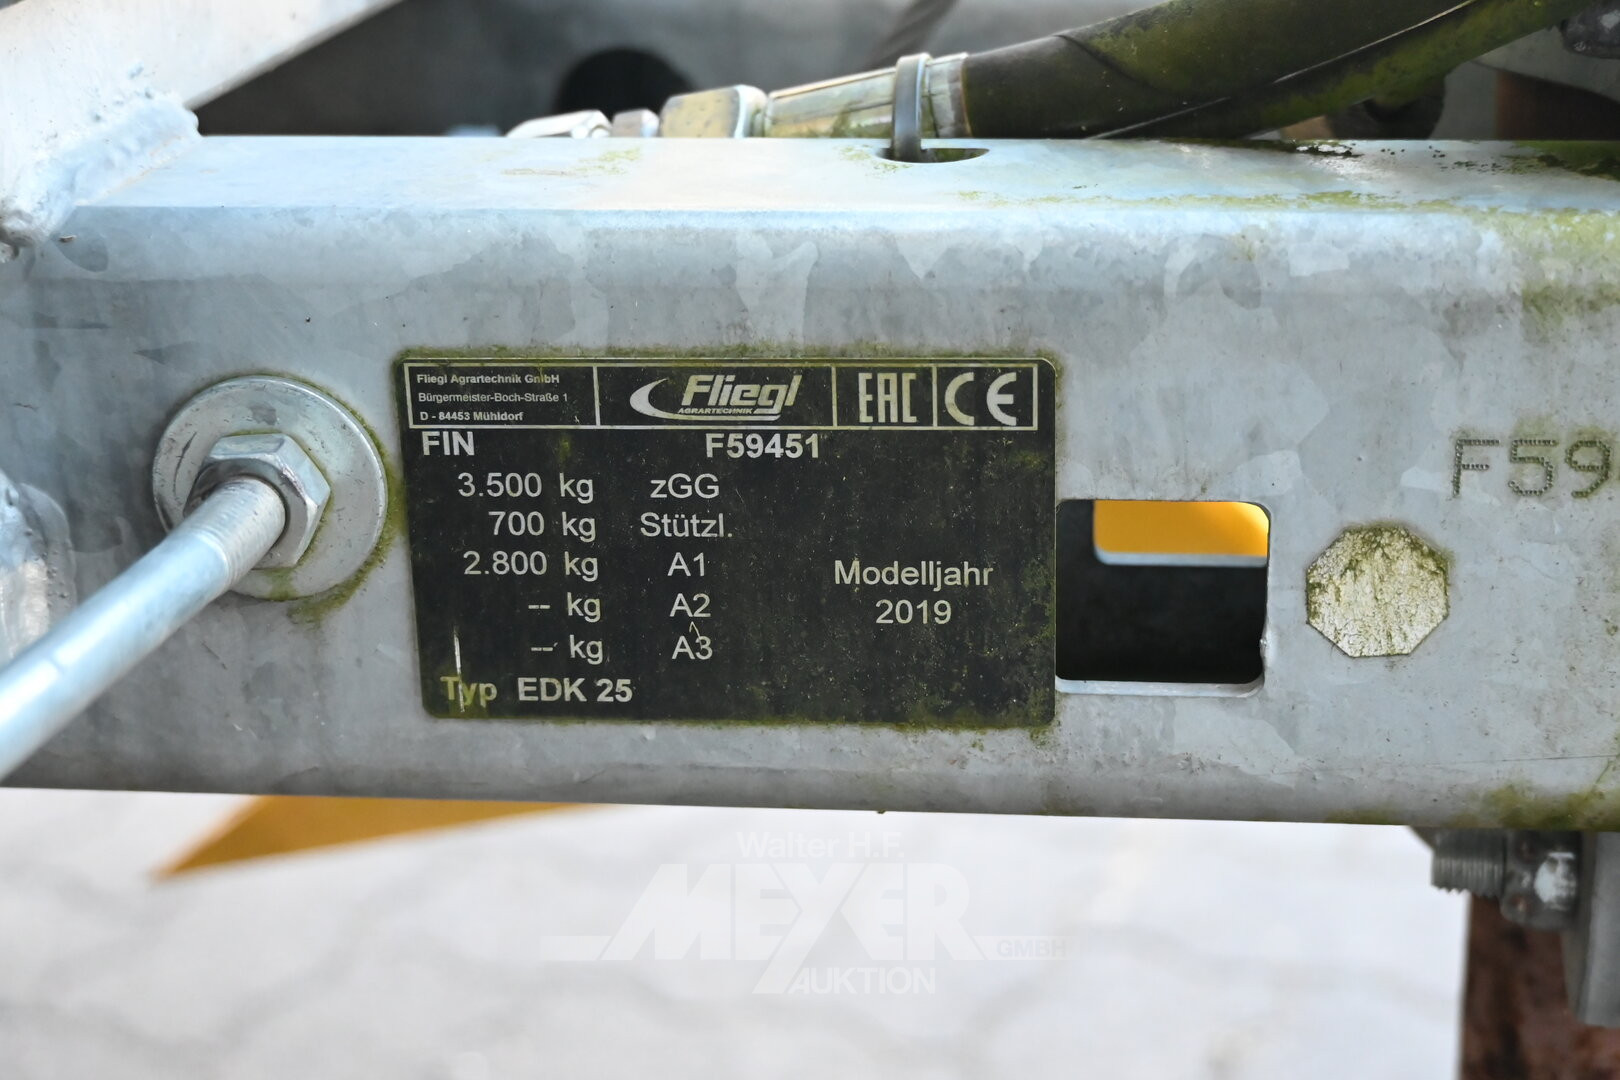 Fliegl Agrartechnik GmbH
Bürgermeister-Boch-Straße 1
D - 84453 Mühldorf
Fliegl
AGRARTECHNIK
EAC CE
FIN F59451
3.500 kg zGG
700 kg Stützl.
2.800 kg A1
-- kg A2
-- kg A3
Modelljahr
2019
Typ EDK 25
F59
Walter H.F.
MEYER
GMBH
AUKTION